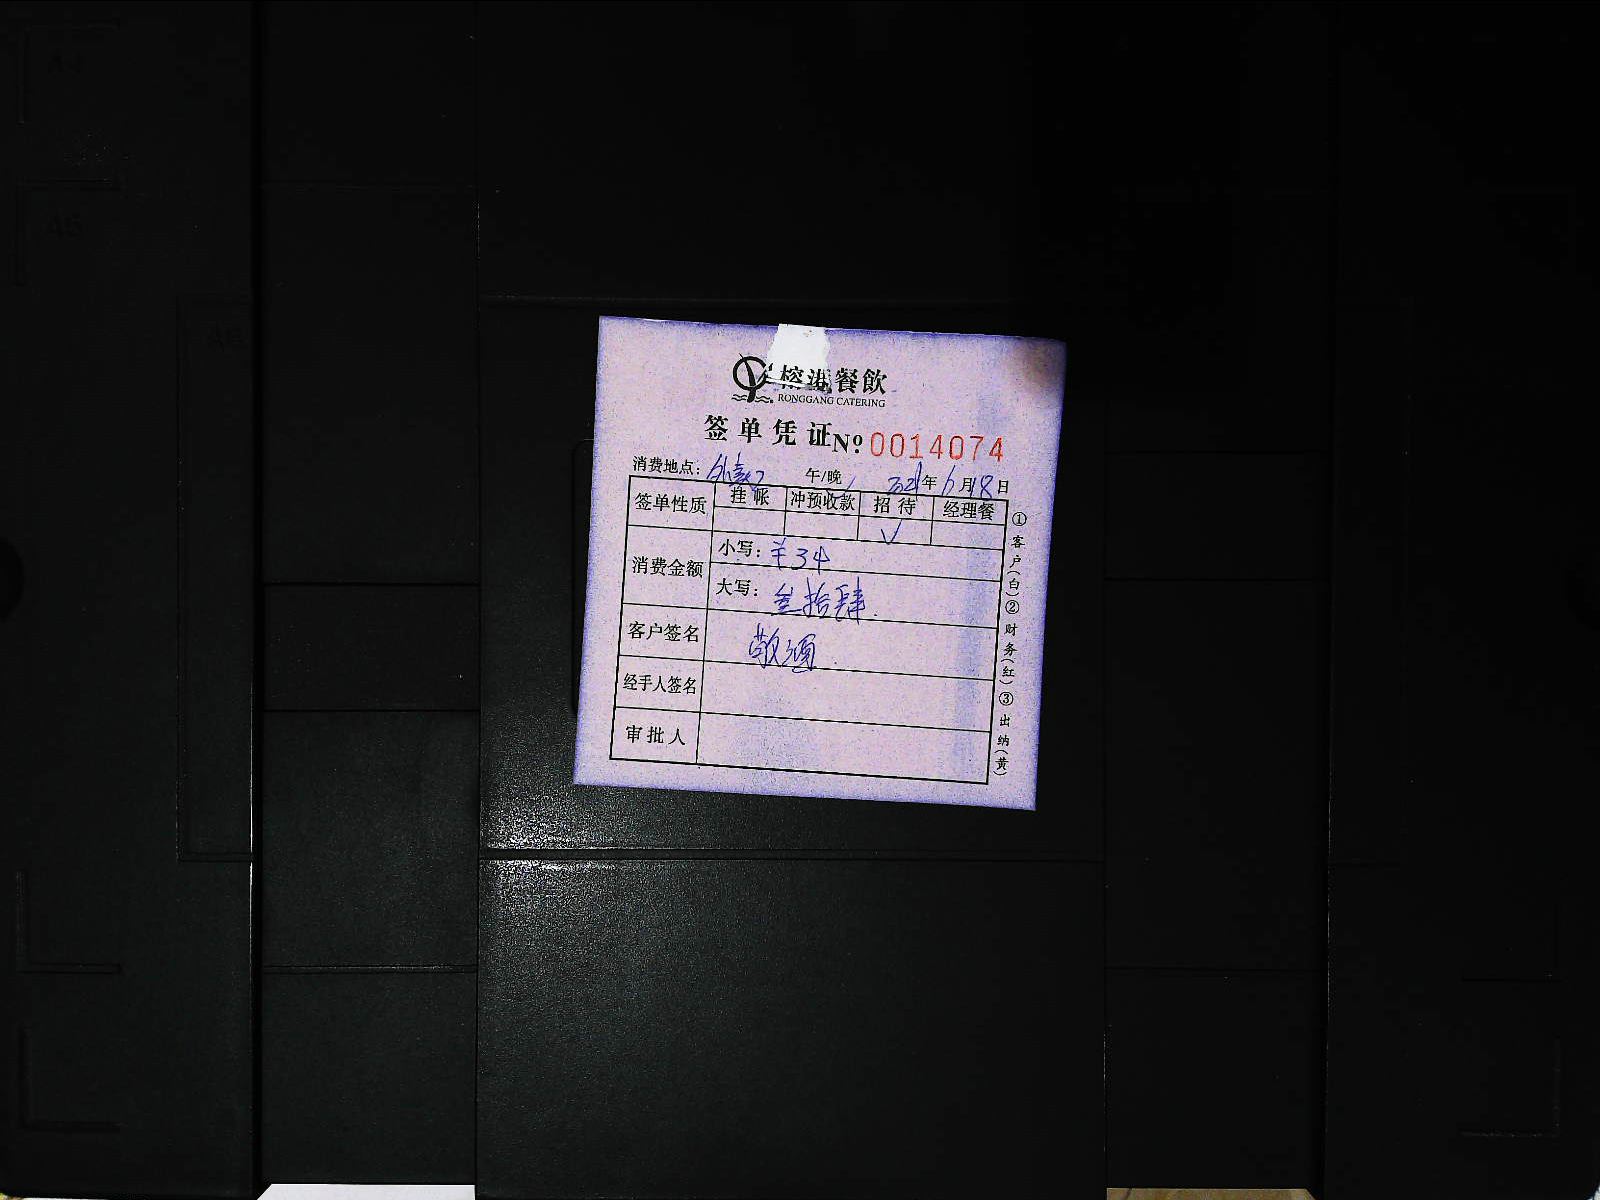 榕港餐飲
RONGGANG CATERING
签单凭证 №:0014074
消费地点: 午/晚 年6月18日
签单性质 挂帐 冲预收款 招待 经理餐
√
消费金额 小写:¥34
大写:叁拾肆
客户签名
经手人签名
审批人
①客户(白)②财务(红)③出纳(黄)